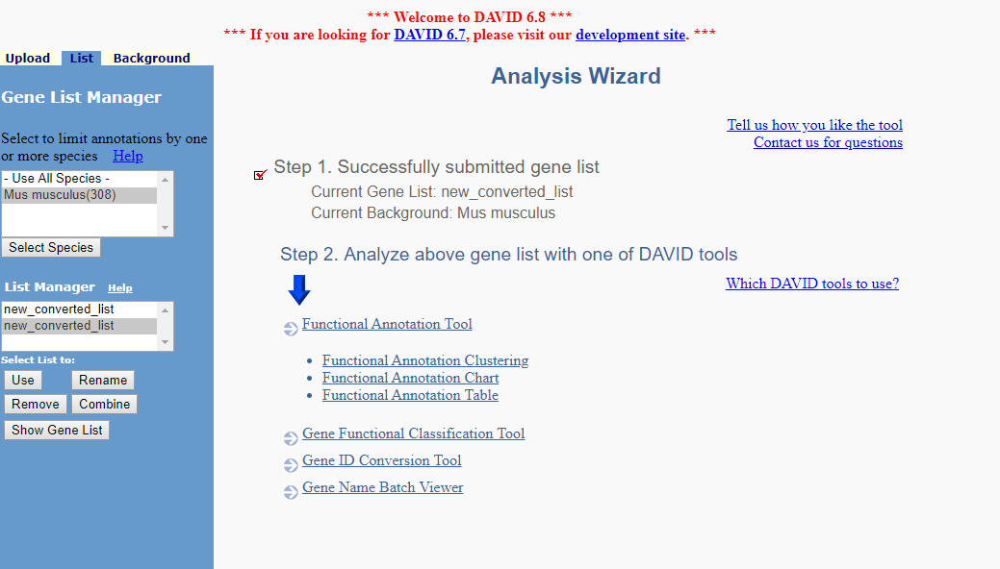 *** Welcome to DAVID 6.8 ***
*** If you are looking for DAVID 6.7, please visit our development site. ***
Upload List Background
Analysis Wizard
Gene List Manager
Tell us how you like the tool
Contact us for questions
Select to limit annotations by one
or more species Help
- Use All Species -
Mus musculus(308)
Select Species
Step 1. Successfully submitted gene list
Current Gene List: new_converted_list
Current Background: Mus musculus
Step 2. Analyze above gene list with one of DAVID tools
Which DAVID tools to use?
List Manager Help
new_converted_list
new_converted_list
Select List to:
Use Rename
Remove Combine
Show Gene List
Functional Annotation Tool
Functional Annotation Clustering
Functional Annotation Chart
Functional Annotation Table
Gene Functional Classification Tool
Gene ID Conversion Tool
Gene Name Batch Viewer